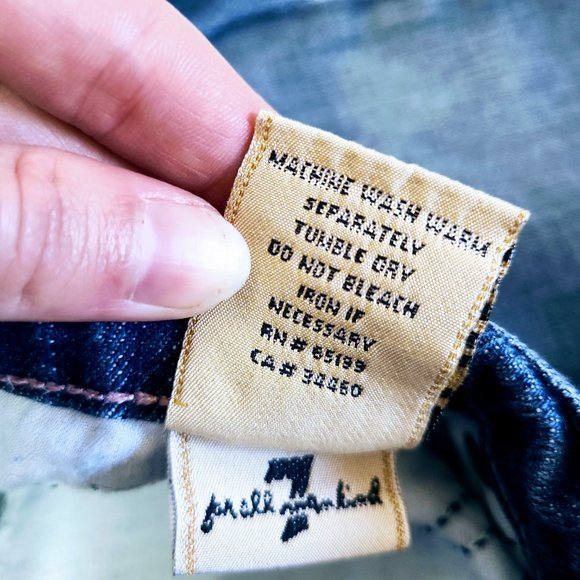 MACHINE WASH WARM
SEPARATELY
TUMBLE DRY
DO NOT BLEACH
IRON IF
NECESSARY
RN # 65199
CA # 34460
7
for all mankind